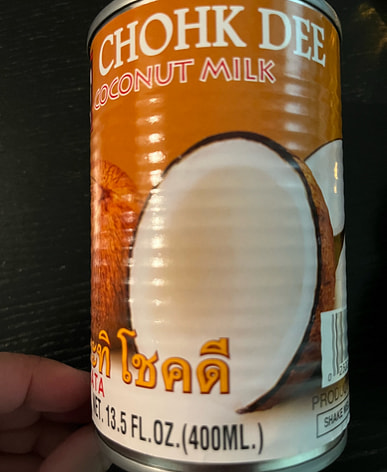 CHOHK DEE
COCONUT MILK
โชคดี
NET. 13.5 FL.OZ.(400ML.)